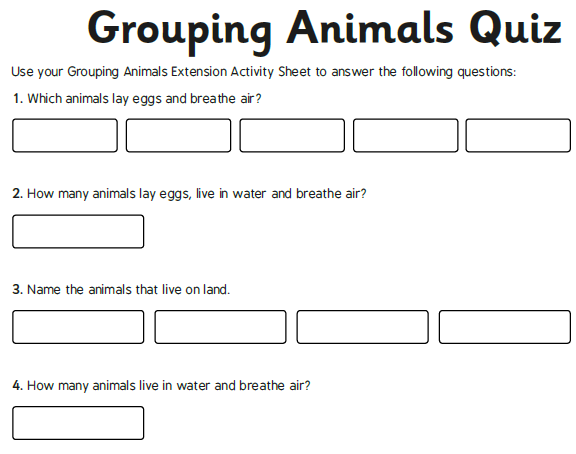 Grouping Animals Quiz
Use your Grouping Animals Extension Activity Sheet to answer the following questions:
1. Which animals lay eggs and breathe air?
2. How many animals lay eggs, live in water and breathe air?
3. Name the animals that live on land.
4. How many animals live in water and breathe air?